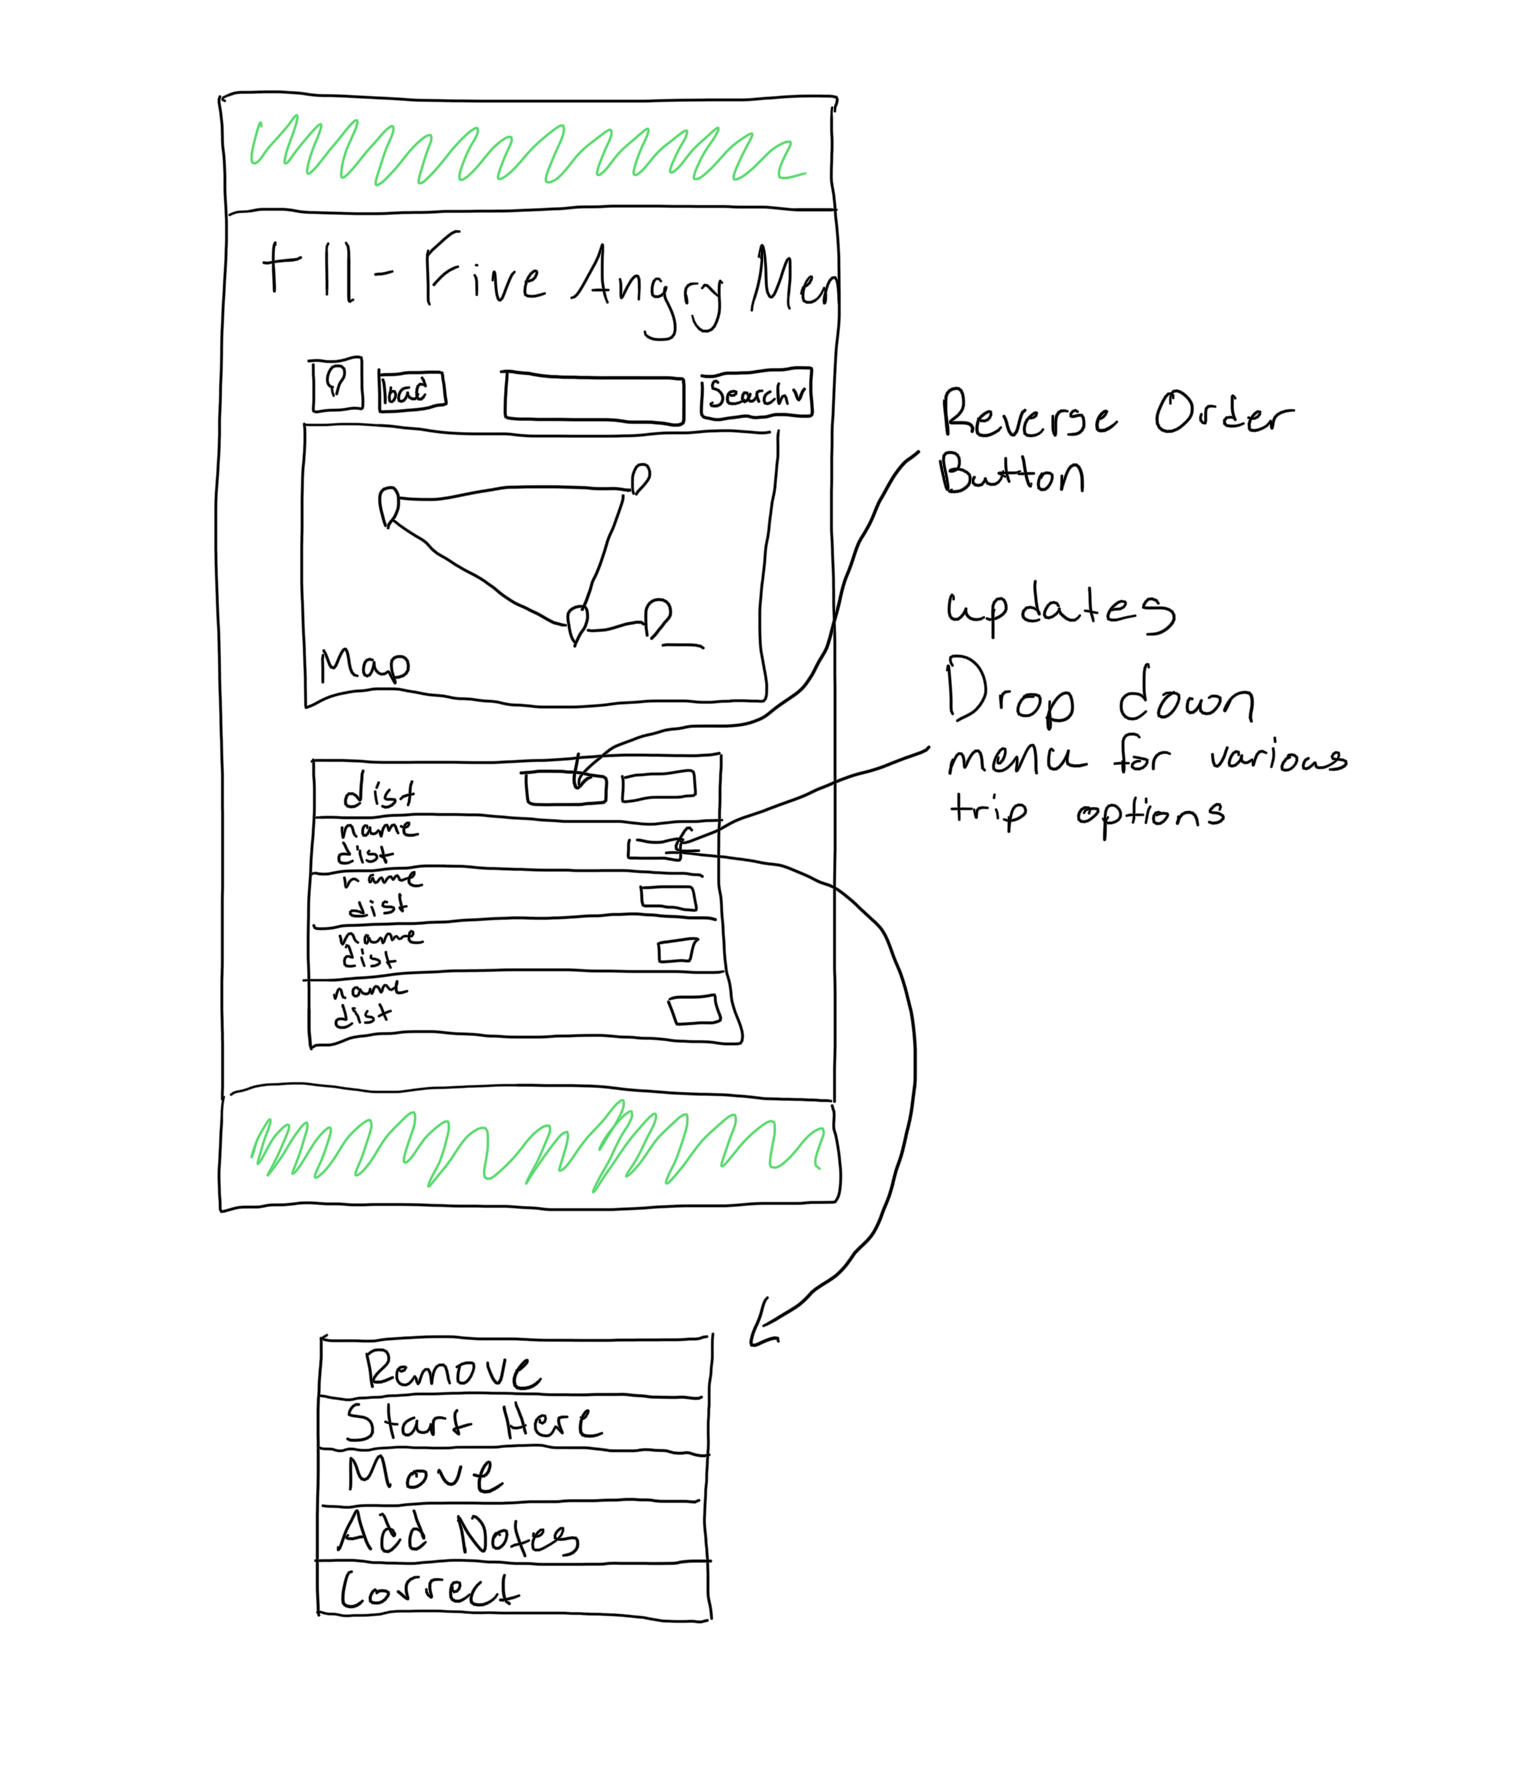 t11 - Five Angry Men
load
Search
Map
dist
name
dist
name
dist
name
dist
name
dist
Reverse Order
Button
updates
Drop down
menu for various
trip options
Remove
Start Here
Move
Add Notes
Correct